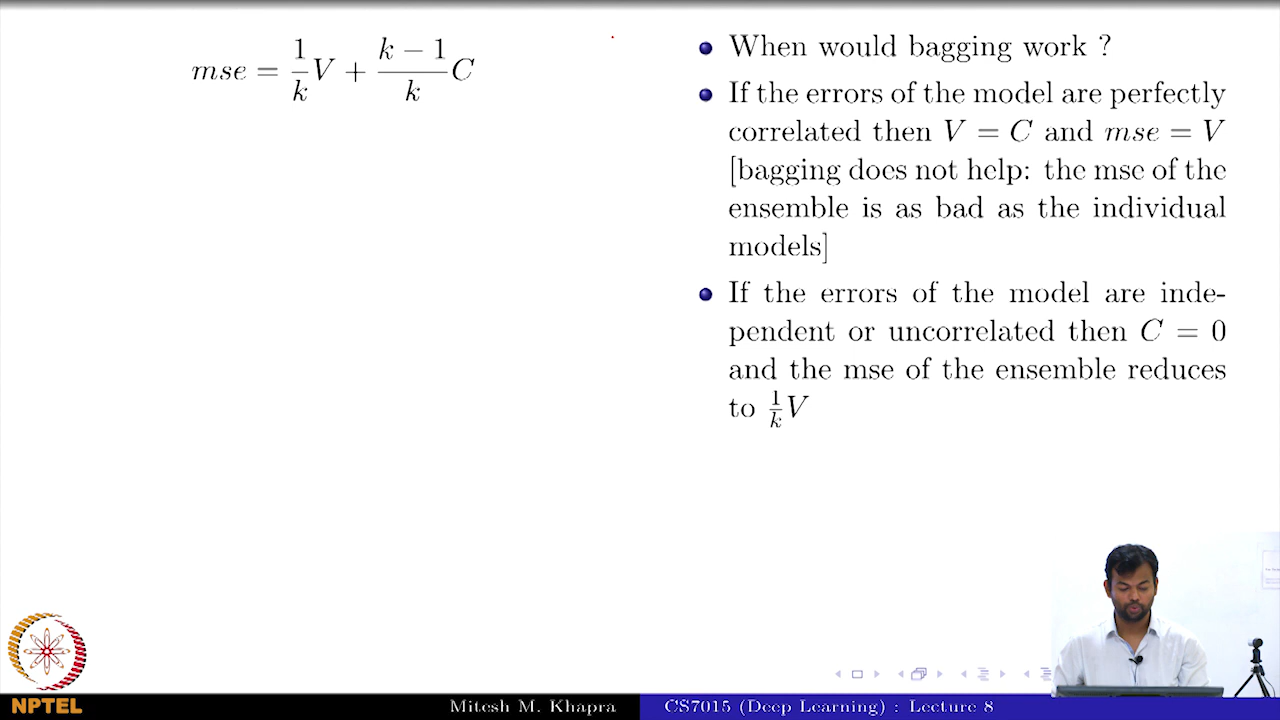 mse = \frac{1}{k}V + \frac{k-1}{k}C
When would bagging work ?
If the errors of the model are perfectly
correlated then V = C and mse = V
[bagging does not help: the mse of the
ensemble is as bad as the individual
models]
If the errors of the model are inde-
pendent or uncorrelated then C = 0
and the mse of the ensemble reduces
to \frac{1}{k}V
NPTEL
Mitesh M. Khapra
CS7015 (Deep Learning) : Lecture 8